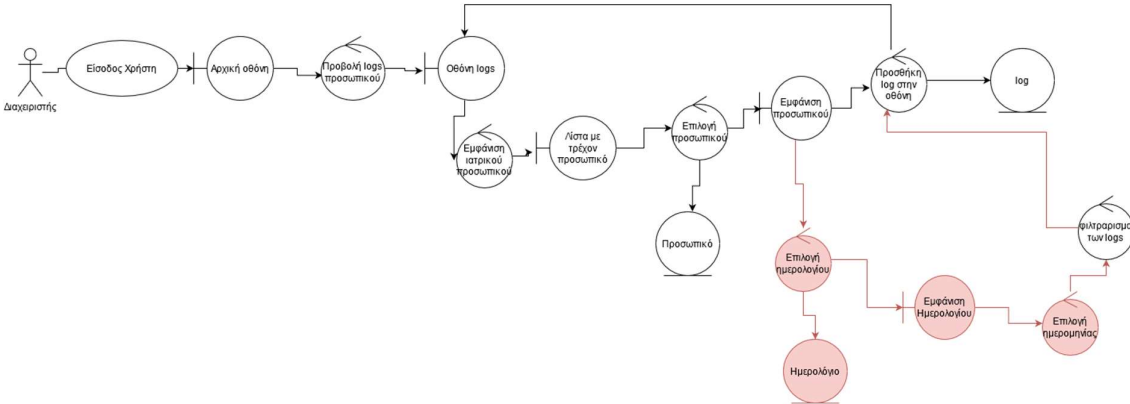 Διαχειριστής
Είσοδος Χρήστη
Αρχική οθόνη
Προβολή logs
προσωπικού
Οθόνη logs
Εμφάνιση
ιατρικού
προσωπικού
Λίστα με
τρέχον
προσωπικό
Επιλογή
προσωπικού
Προσωπικό
Εμφάνιση
προσωπικού
Προσθήκη
log στην
οθόνη
log
Επιλογή
ημερολογίου
Ημερολόγιο
Εμφάνιση
Ημερολογίου
Επιλογή
ημερομηνίας
φιλτραρισμα
των logs